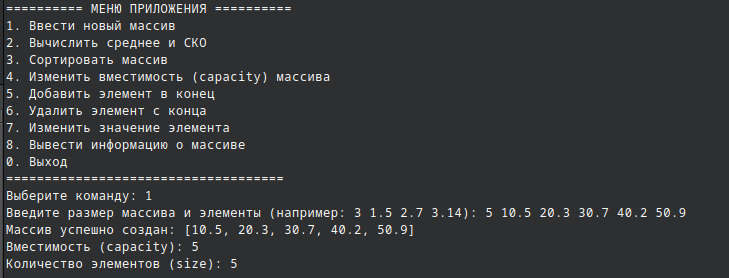 ========== МЕНЮ ПРИЛОЖЕНИЯ ==========
1. Ввести новый массив
2. Вычислить среднее и СКО
3. Сортировать массив
4. Изменить вместимость (capacity) массива
5. Добавить элемент в конец
6. Удалить элемент с конца
7. Изменить значение элемента
8. Вывести информацию о массиве
0. Выход
====================================
Выберите команду: 1
Введите размер массива и элементы (например: 3 1.5 2.7 3.14): 5 10.5 20.3 30.7 40.2 50.9
Массив успешно создан: [10.5, 20.3, 30.7, 40.2, 50.9]
Вместимость (capacity): 5
Количество элементов (size): 5